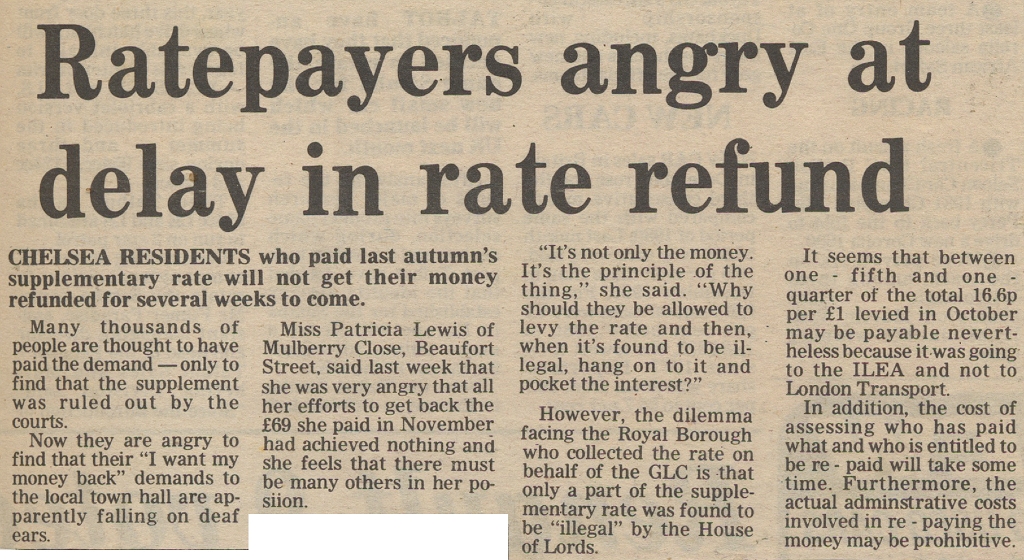 Ratepayers angry at
delay in rate refund
CHELSEA RESIDENTS who paid last autumn's
supplementary rate will not get their money
refunded for several weeks to come.
Many thousands of
people are thought to have
paid the demand — only to
find that the supplement
was ruled out by the
courts.
Now they are angry to
find that their "I want my
money back" demands to
the local town hall are ap-
parently falling on deaf
ears.
Miss Patricia Lewis of
Mulberry Close, Beaufort
Street, said last week that
she was very angry that all
her efforts to get back the
£69 she paid in November
had achieved nothing and
she feels that there must
be many others in her po-
siion.
"It's not only the money.
It's the principle of the
thing," she said. "Why
should they be allowed to
levy the rate and then,
when it's found to be il-
legal, hang on to it and
pocket the interest?"
However, the dilemma
facing the Royal Borough
who collected the rate on
behalf of the GLC is that
only a part of the supple-
mentary rate was found to
be "illegal" by the House
of Lords.
It seems that between
one - fifth and one -
quarter of the total 16.6p
per £1 levied in October
may be payable nevert-
heless because it was going
to the ILEA and not to
London Transport.
In addition, the cost of
assessing who has paid
what and who is entitled to
be re - paid will take some
time. Furthermore, the
actual adminstrative costs
involved in re - paying the
money may be prohibitive.